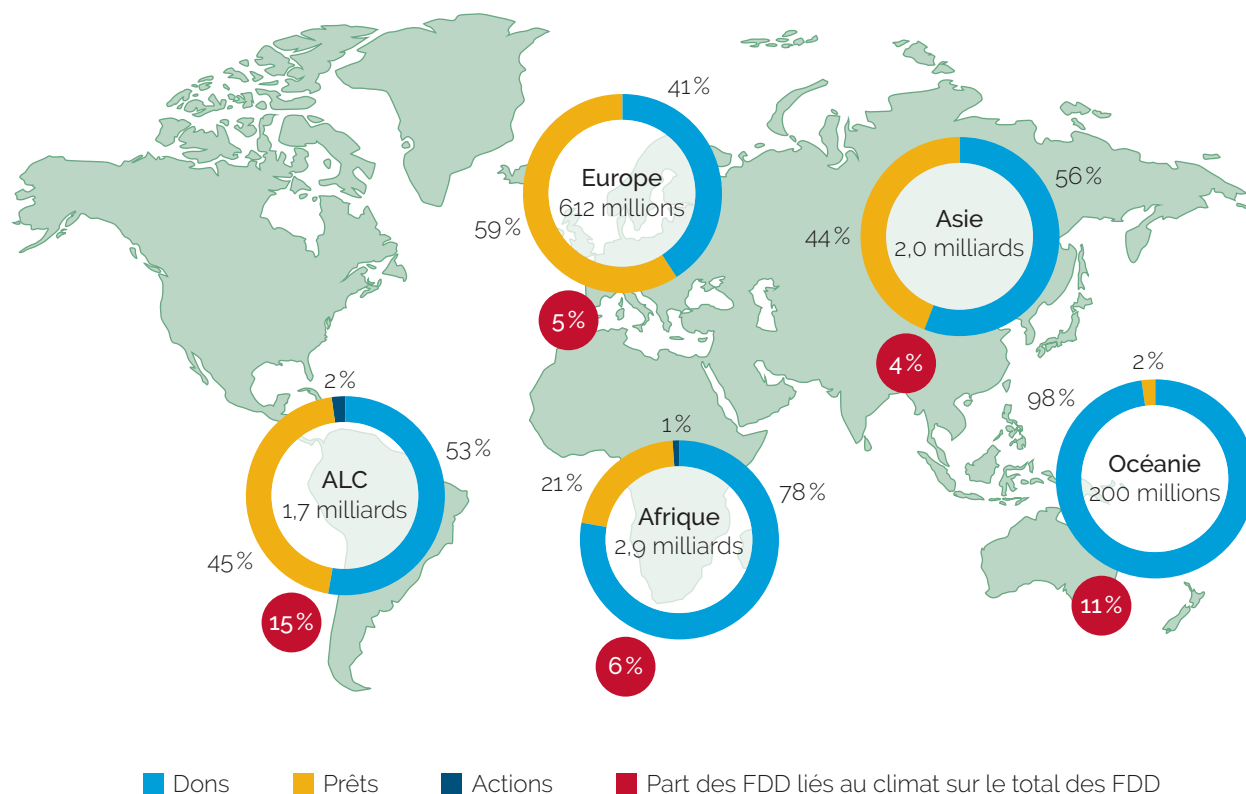 41 %
Europe
612 millions
59 %
5 %
56 %
Asie
2,0 milliards
44 %
4 %
2 %
53 %
ALC
1,7 milliards
45 %
15 %
1 %
21 %
78 %
Afrique
2,9 milliards
6 %
2 %
98 %
Océanie
200 millions
11 %
Dons
Prêts
Actions
Part des FDD liés au climat sur le total des FDD